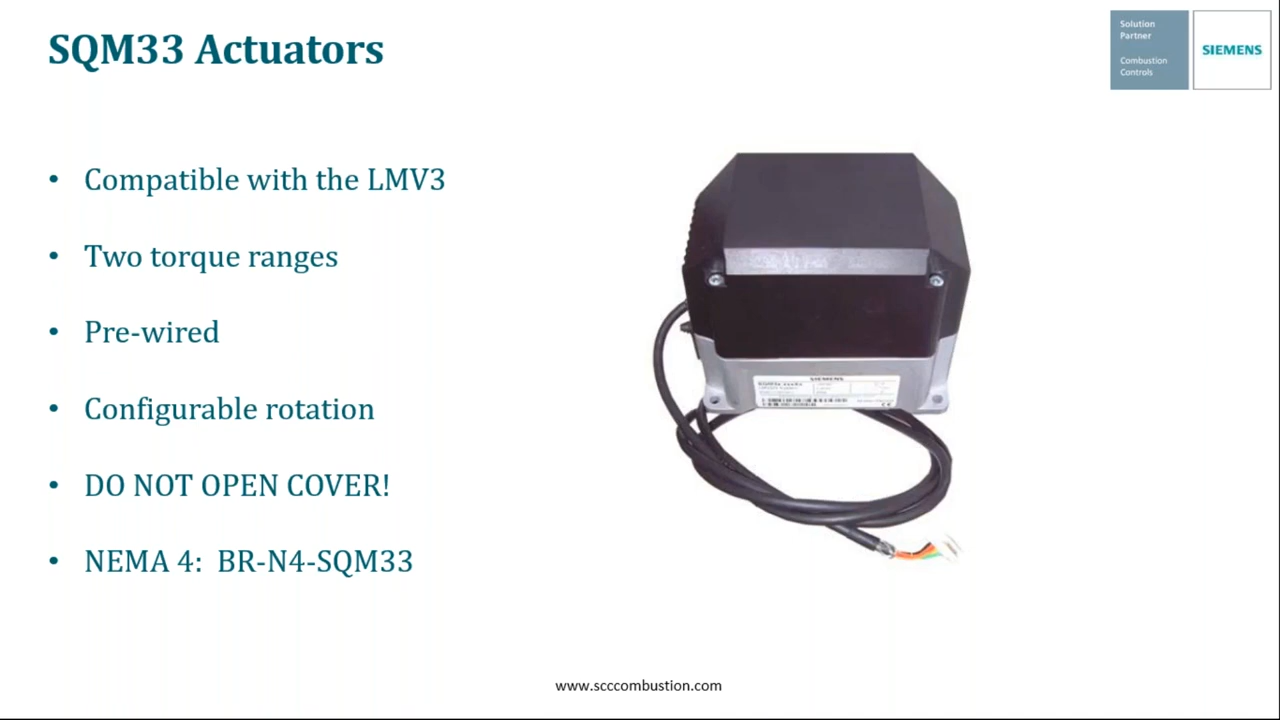 SQM33 Actuators
Solution
Partner
Combustion
Controls
SIEMENS
• Compatible with the LMV3
• Two torque ranges
• Pre-wired
• Configurable rotation
• DO NOT OPEN COVER!
• NEMA 4:  BR-N4-SQM33
SIEMENS
www.scccombustion.com